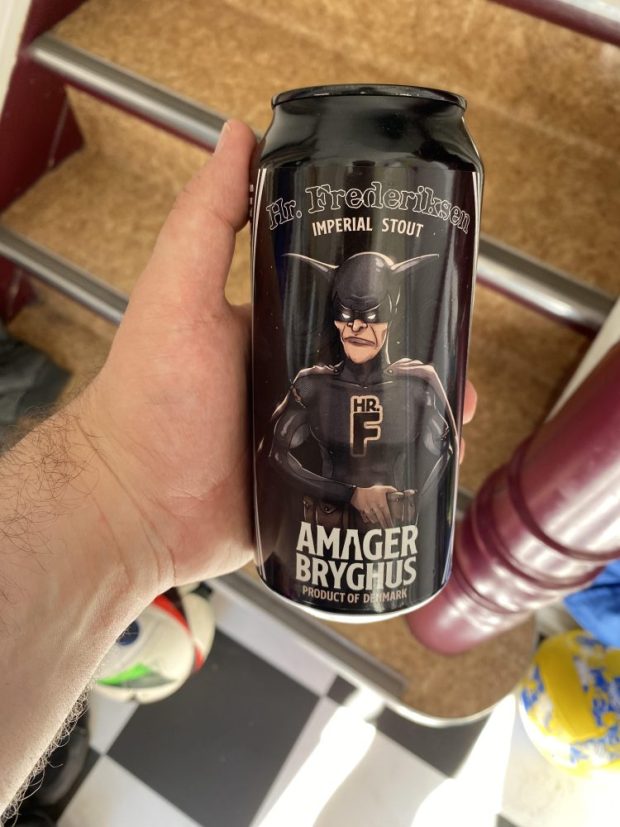 Hr. Frederiksen
IMPERIAL STOUT
HR.
F
AMAGER
BRYGHUS
PRODUCT OF DENMARK